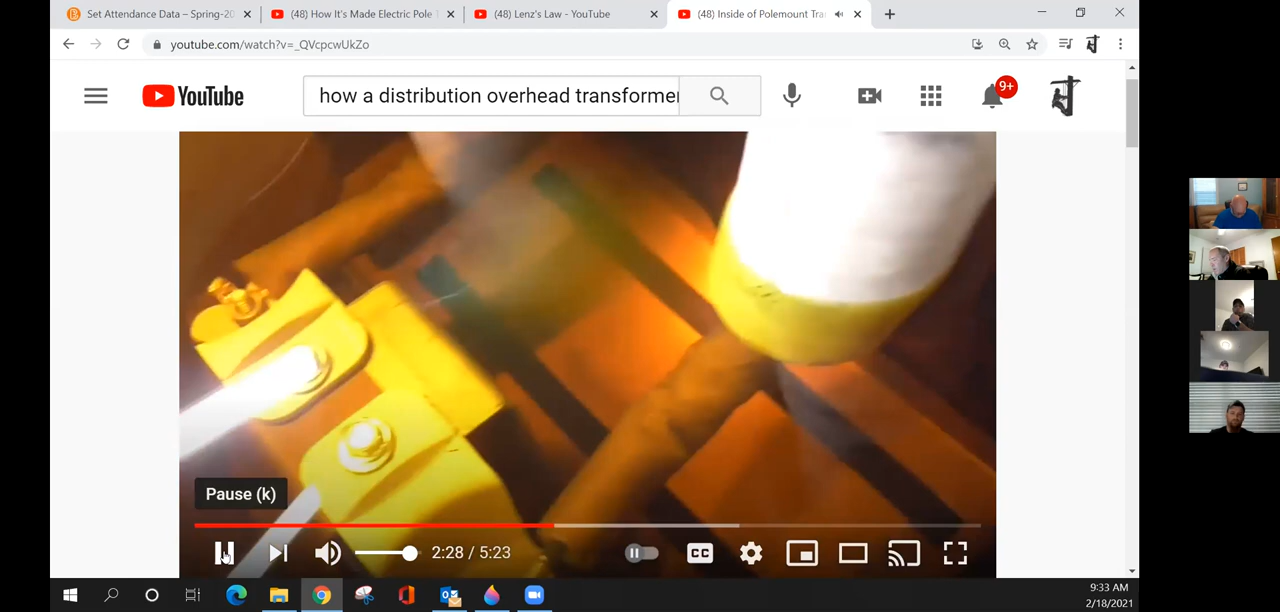 Set Attendance Data – Spring-20
(48) How It's Made Electric Pole
(48) Lenz's Law - YouTube
(48) Inside of Polemount Tra
youtube.com/watch?v=_QVcpcwUkZo
YouTube
how a distribution overhead transformer
9+
Pause (k)
2:28 / 5:23
CC
9:33 AM
2/18/2021